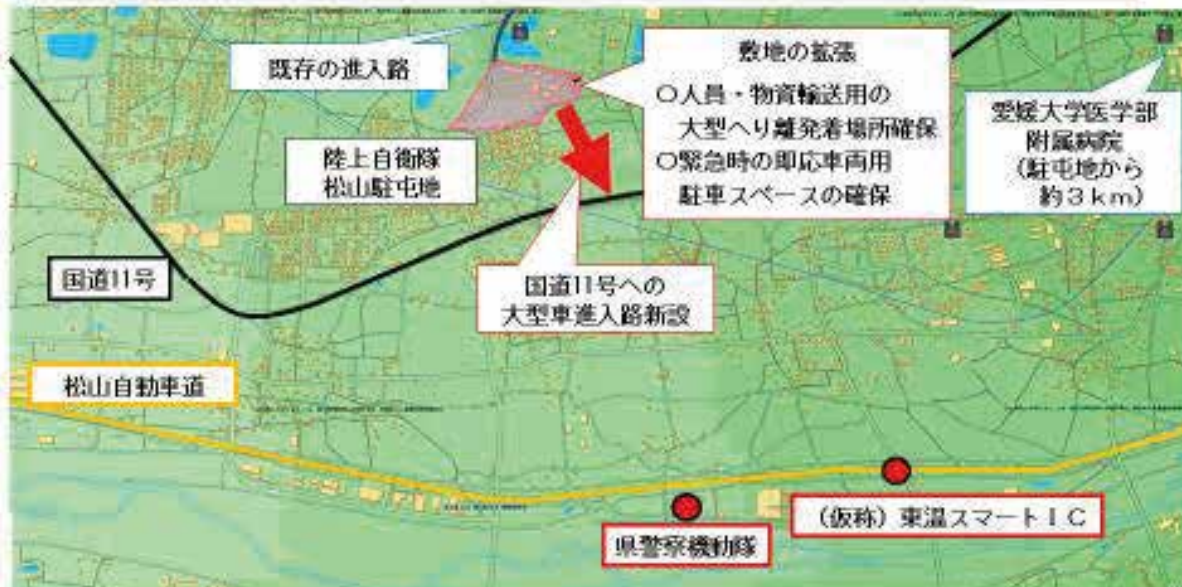 既存の進入路
敷地の拡張
○人員・物資輸送用の
大型ヘリ離発着場所確保
○緊急時の即応車両用
駐車スペースの確保
愛媛大学医学部
附属病院
(駐屯地から
約3km)
陸上自衛隊
松山駐屯地
国道11号
国道11号への
大型車進入路新設
松山自動車道
(仮称)東温スマートIC
県警察機動隊